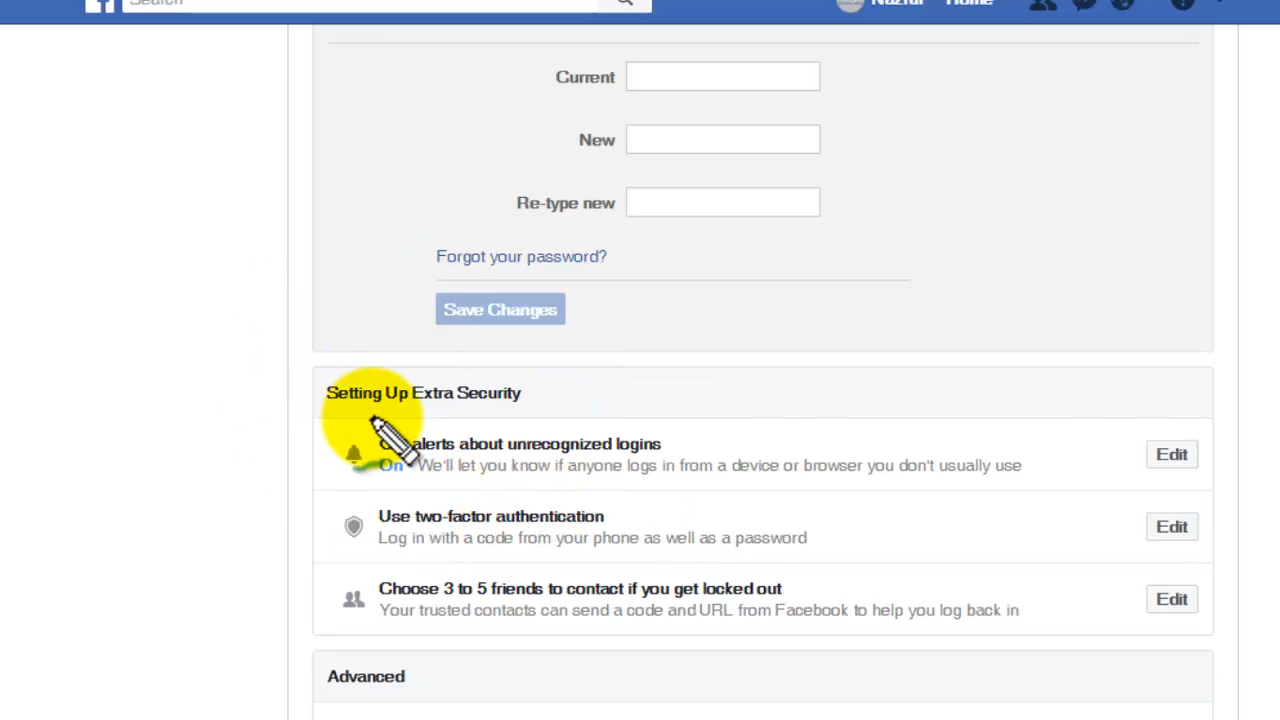 Search Nazrul Home
Current
New
Re-type new
Forgot your password?
Save Changes
Setting Up Extra Security
alerts about unrecognized logins
On We'll let you know if anyone logs in from a device or browser you don't usually use
Edit
Use two-factor authentication
Log in with a code from your phone as well as a password
Edit
Choose 3 to 5 friends to contact if you get locked out
Your trusted contacts can send a code and URL from Facebook to help you log back in
Edit
Advanced